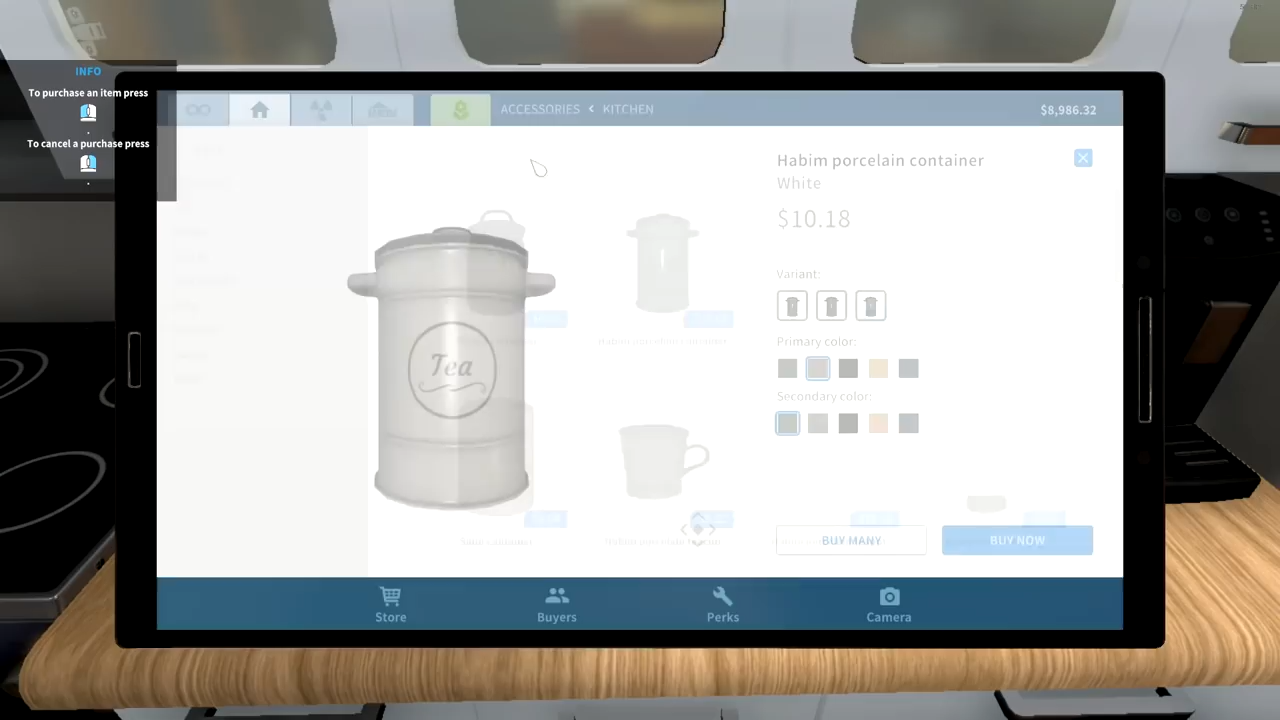 INFO
To purchase an item press
.
To cancel a purchase press
.
ACCESSORIES < KITCHEN
$8,986.32
Habim porcelain container
White
$10.18
Variant:
Primary color:
Secondary color:
Tea
BUY MANY
BUY NOW
Store
Buyers
Perks
Camera